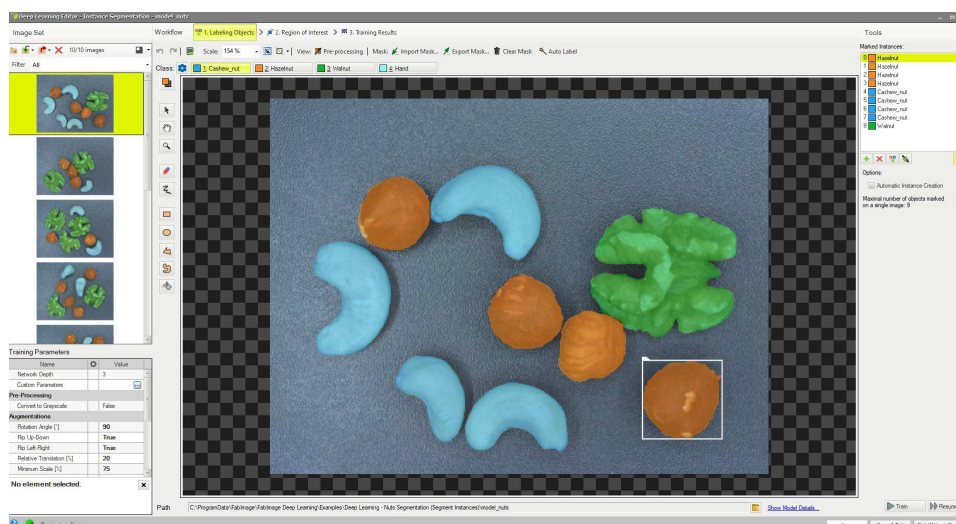 Deep Learning Editor - Instance Segmentation - model_nuts
Image Set
Workflow
1. Labeling Objects
2. Region of Interest
3. Training Results
Tools
10/10 images
Scale: 154 %
View:
Pre-processing
Mask:
Import Mask...
Export Mask...
Clear Mask
Auto Label
Filter All
Class:
1: Cashew_nut
2: Hazelnut
3: Walnut
4: Hand
Marked Instances:
0 Hazelnut
1 Hazelnut
2 Hazelnut
3 Hazelnut
4 Cashew_nut
5 Cashew_nut
6 Cashew_nut
7 Cashew_nut
8 Walnut
Options:
Automatic Instance Creation
Maximal number of objects marked
on a single image: 9
Training Parameters
Name Value
Network Depth 3
Custom Parameters
Pre-Processing
Convert to Grayscale False
Augmentations
Rotation Angle [°] 90
Flip Up-Down True
Flip Left-Right True
Relative Translation [%] 20
Minimum Scale [%] 75
No element selected.
Path C:\ProgramData\FabImage\FabImage Deep Learning\Examples\Deep Learning - Nuts Segmentation (Segment Instances)\model_nuts
Show Model Details...
Train
Resume